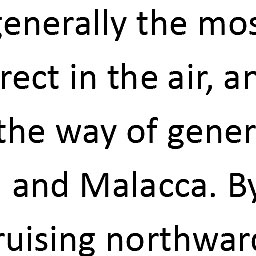 generally the mos
rect in the air, an
the way of gener
and Malacca. By
ruising northward